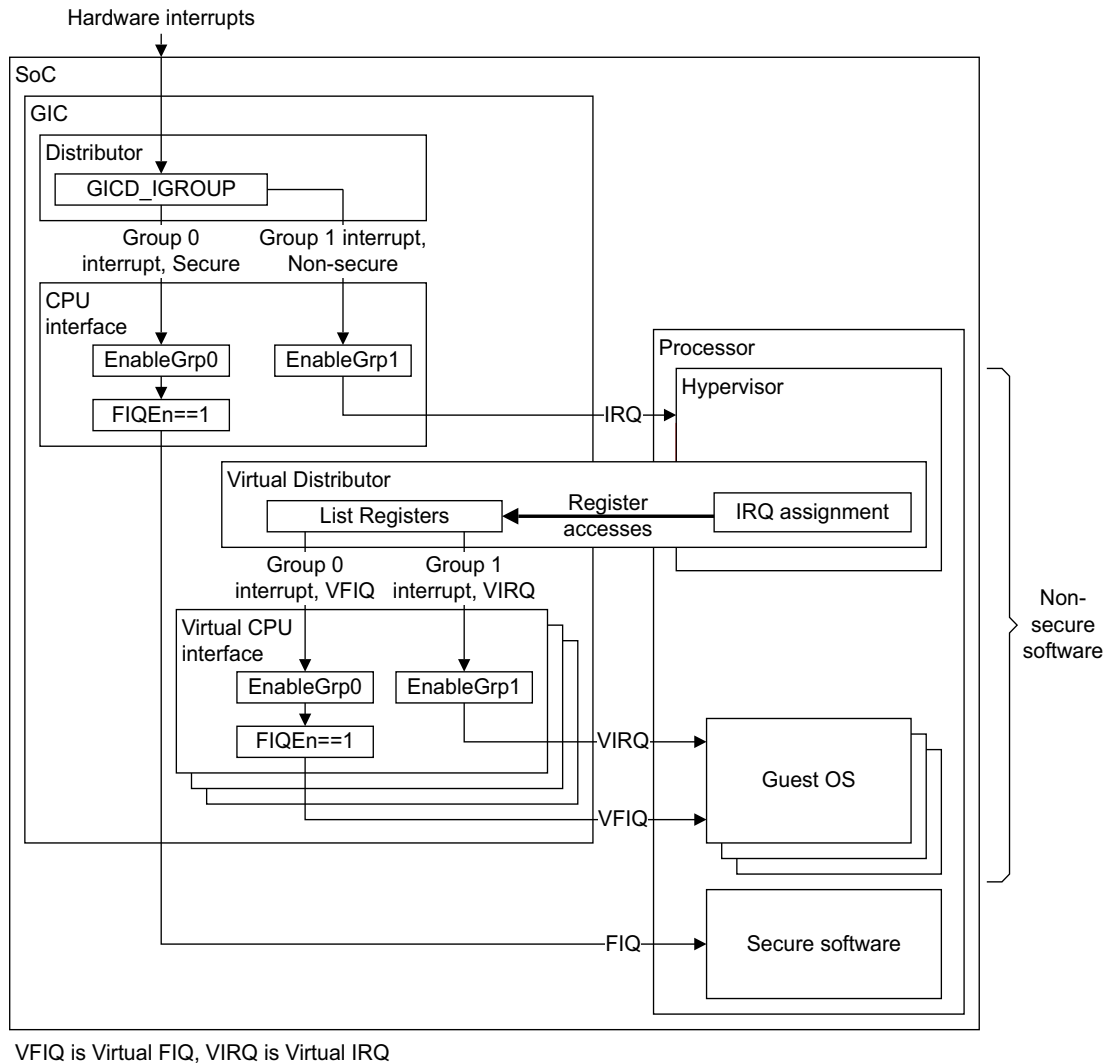 Hardware interrupts
SoC
GIC
Distributor
GICD_IGROUP
Group 0
interrupt, Secure
Group 1 interrupt,
Non-secure
CPU
interface
EnableGrp0
EnableGrp1
FIQEn==1
Processor
Hypervisor
IRQ
Virtual Distributor
List Registers
Register
accesses
IRQ assignment
Group 0
interrupt, VFIQ
Group 1
interrupt, VIRQ
Non-
secure
software
Virtual CPU
interface
EnableGrp0
EnableGrp1
FIQEn==1
VIRQ
Guest OS
VFIQ
FIQ
Secure software
VFIQ is Virtual FIQ, VIRQ is Virtual IRQ